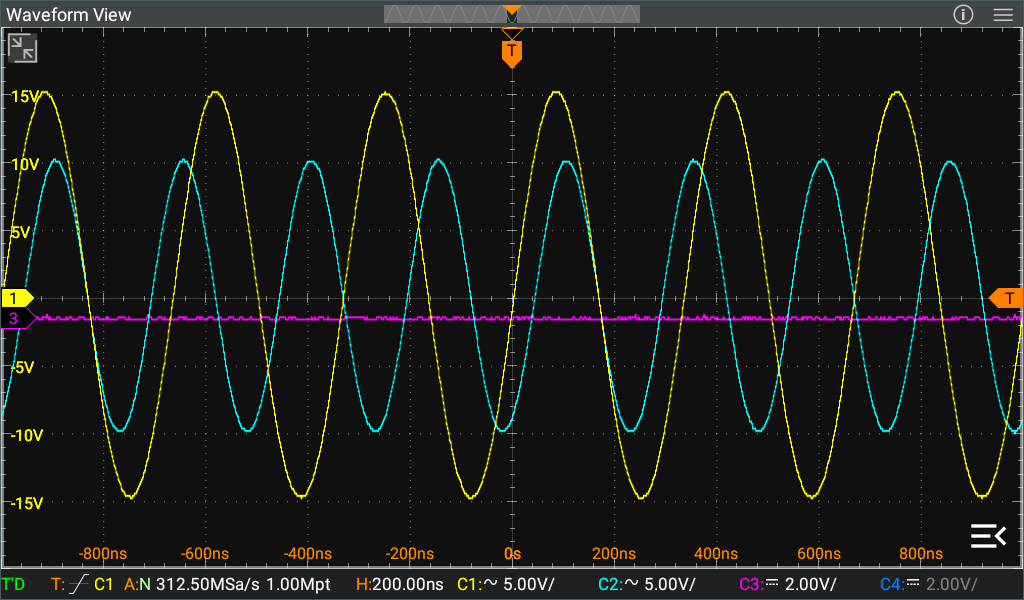 Waveform View
T
15V
10V
5V
1
T
3
-5V
-10V
-15V
-800ns -600ns -400ns -200ns 0s 200ns 400ns 600ns 800ns
T'D T: C1 A:N 312.50MSa/s 1.00Mpt H:200.00ns C1: 5.00V/ C2: 5.00V/ C3: 2.00V/ C4: 2.00V/